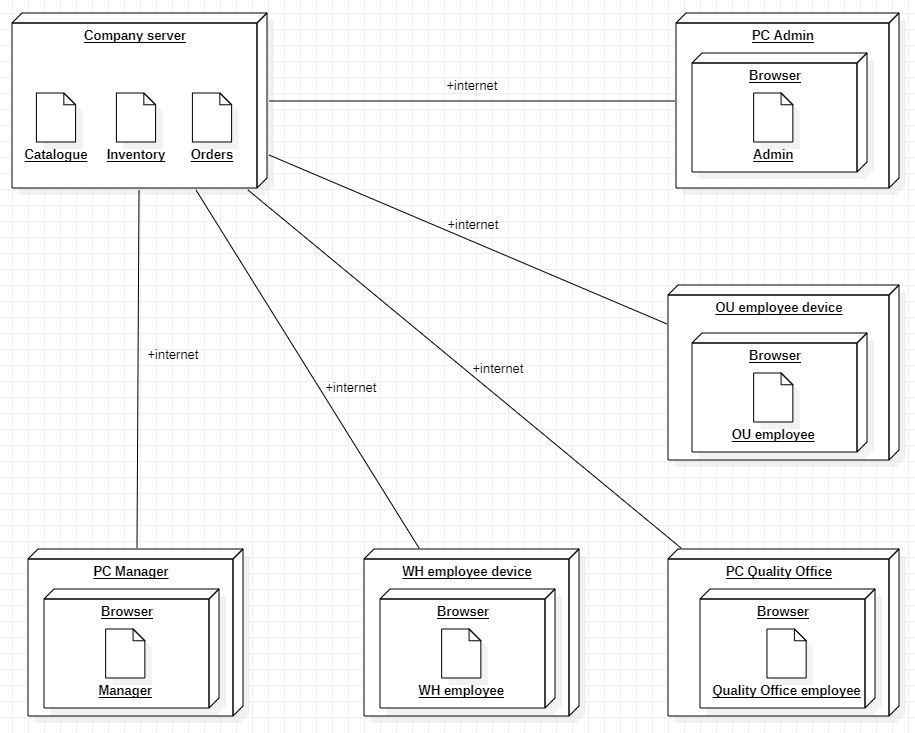 Company server
Catalogue
Inventory
Orders
+internet
PC Admin
Browser
Admin
+internet
OU employee device
Browser
OU employee
+internet
+internet
+internet
PC Manager
Browser
Manager
WH employee device
Browser
WH employee
PC Quality Office
Browser
Quality Office employee